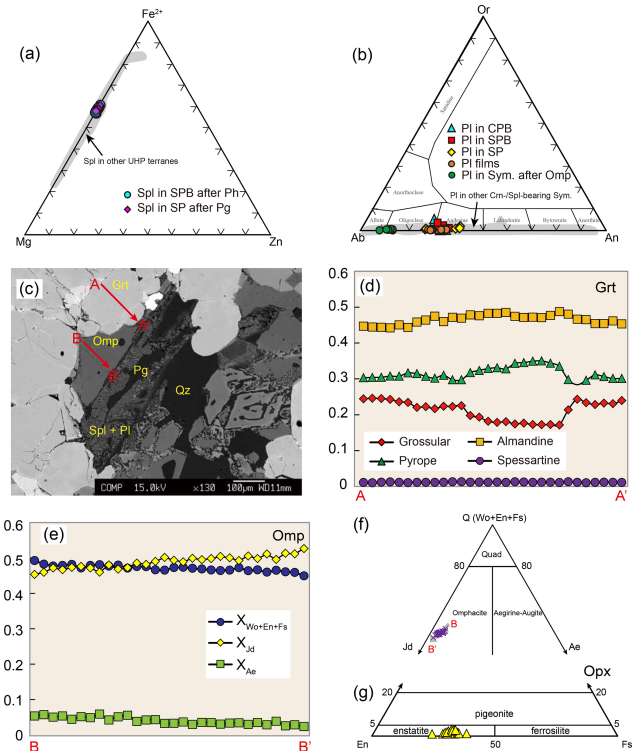 (a)
Fe2+
Spl in other UHP terranes
Spl in SPB after Ph
Spl in SP after Pg
Mg
Zn
(b)
Or
Sanidine
Anorthoclase
Pl in CPB
Pl in SPB
Pl in SP
Pl films
Pl in Sym. after Omp
Pl in other Crn-/Spl-bearing Sym.
Albite
Oligoclase
Andesine
Labradorite
Bytownite
Anorthite
Ab
An
(c)
A
Grt
A'
Omp
B
B'
Pg
Qz
Spl + Pl
COMP 15.0kV ×130 100μm WD11mm
(d)
Grt
0.6
0.5
0.4
0.3
0.2
0.1
0
Grossular
Almandine
Pyrope
Spessartine
A
A'
(e)
Omp
0.6
0.5
0.4
0.3
0.2
0.1
0
XWo+En+Fs
XJd
XAe
B
B'
(f)
Q (Wo+En+Fs)
Quad
80
80
Omphacite
Aegirine-Augite
B
B'
Jd
Ae
(g)
Opx
20
20
pigeonite
5
5
enstatite
ferrosilite
En
50
Fs